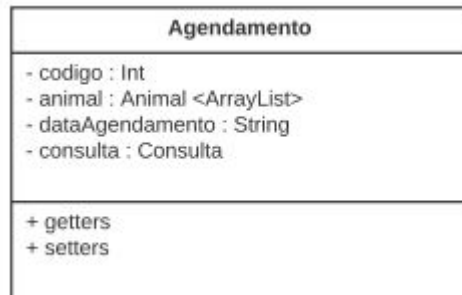 Agendamento
- codigo : Int
- animal : Animal <ArrayList>
- dataAgendamento : String
- consulta : Consulta
+ getters
+ setters